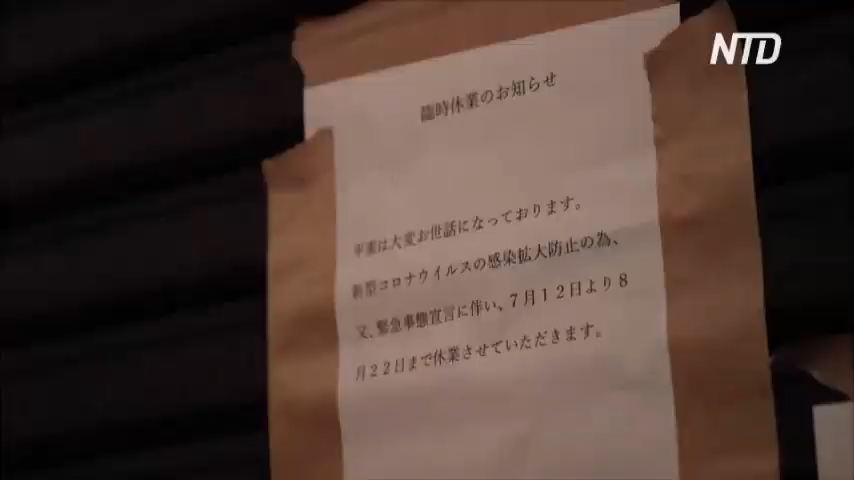 NTD
臨時休業のお知らせ
平素は大変お世話になっております。
新型コロナウイルスの感染拡大防止の為、
又、緊急事態宣言に伴い、7月12日より8
月22日まで休業させていただきます。